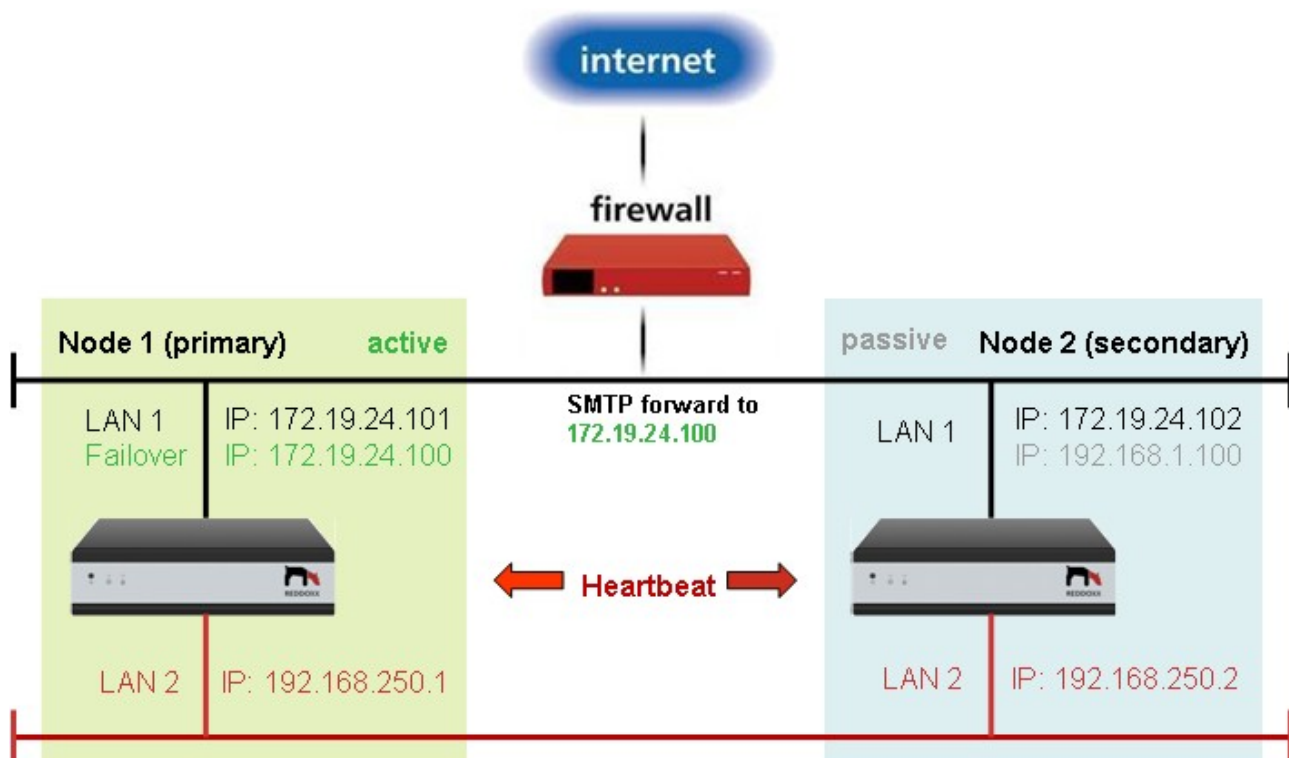 internet
firewall
Node 1 (primary) active
passive Node 2 (secondary)
LAN 1 IP: 172.19.24.101
Failover IP: 172.19.24.100
SMTP forward to
172.19.24.100
LAN 1 IP: 172.19.24.102
IP: 192.168.1.100
REDDOXX
Heartbeat
REDDOXX
LAN 2 IP: 192.168.250.1
LAN 2 IP: 192.168.250.2